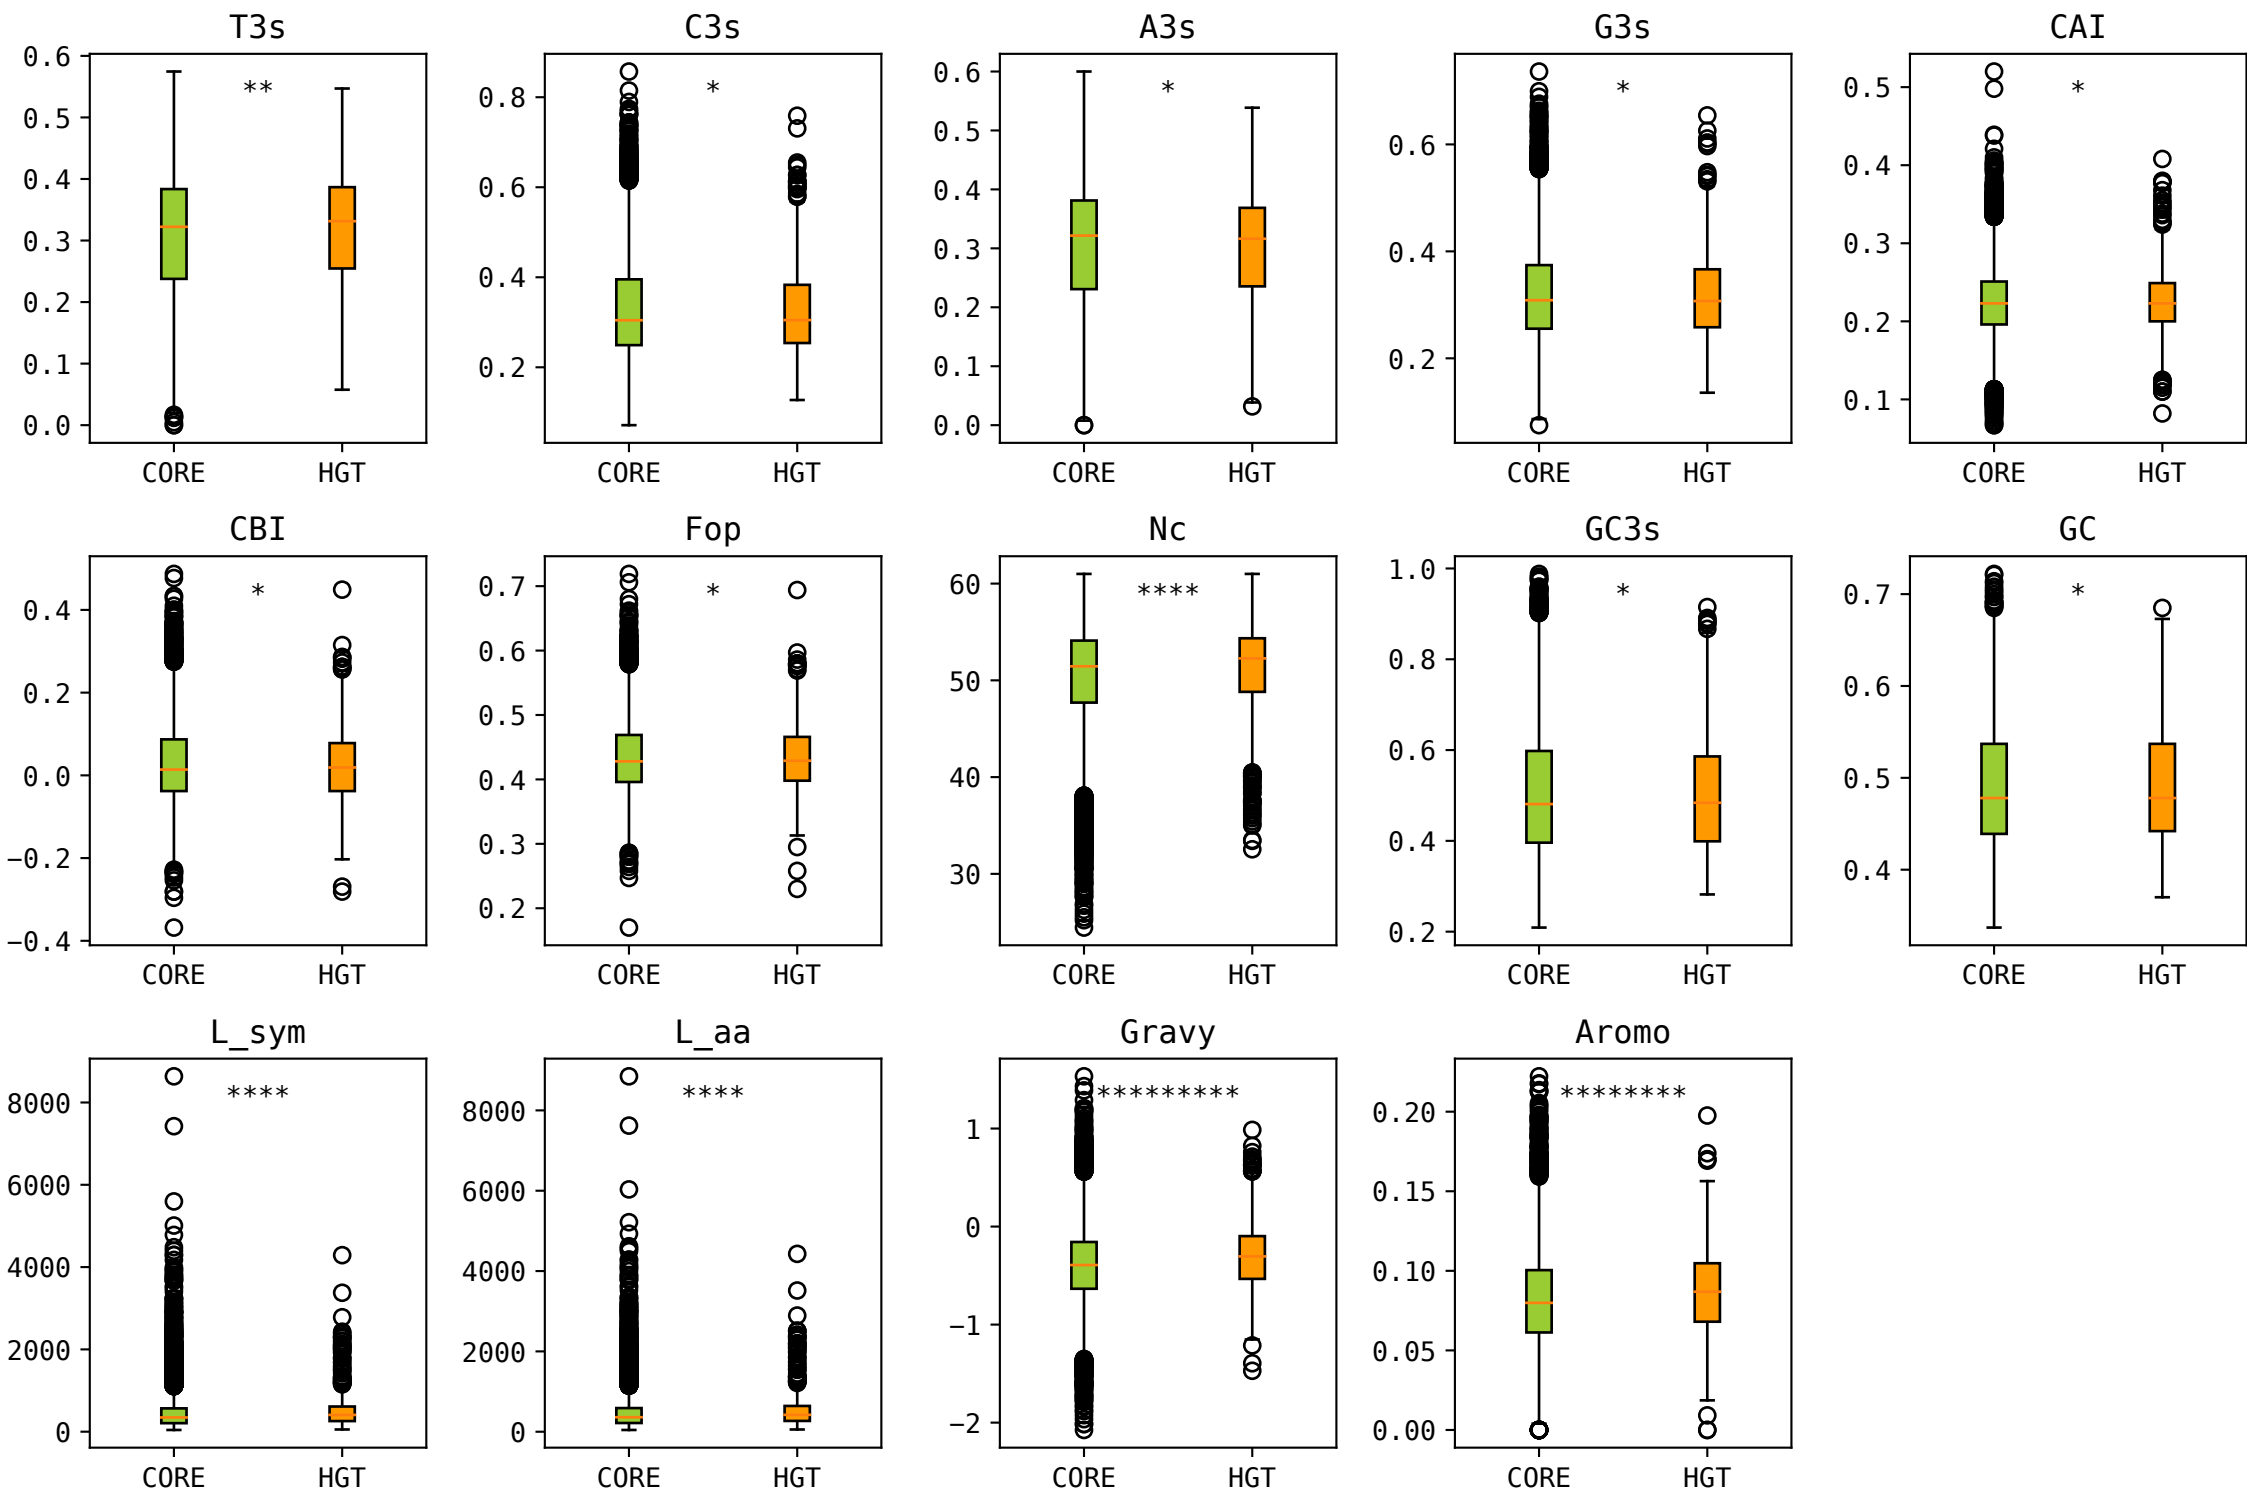 T3s
C3s
A3s
G3s
CAI
0.6
0.5
0.4
0.3
0.2
0.1
0.0
**
CORE
HGT
0.8
0.6
0.4
0.2
*
CORE
HGT
0.6
0.5
0.4
0.3
0.2
0.1
0.0
*
CORE
HGT
0.6
0.4
0.2
*
CORE
HGT
0.5
0.4
0.3
0.2
0.1
*
CORE
HGT
CBI
Fop
Nc
GC3s
GC
0.4
0.2
0.0
−0.2
−0.4
*
CORE
HGT
0.7
0.6
0.5
0.4
0.3
0.2
*
CORE
HGT
60
50
40
30
****
CORE
HGT
1.0
0.8
0.6
0.4
0.2
*
CORE
HGT
0.7
0.6
0.5
0.4
*
CORE
HGT
L_sym
L_aa
Gravy
Aromo
8000
6000
4000
2000
0
****
CORE
HGT
8000
6000
4000
2000
0
****
CORE
HGT
1
0
−1
−2
*********
CORE
HGT
0.20
0.15
0.10
0.05
0.00
********
CORE
HGT